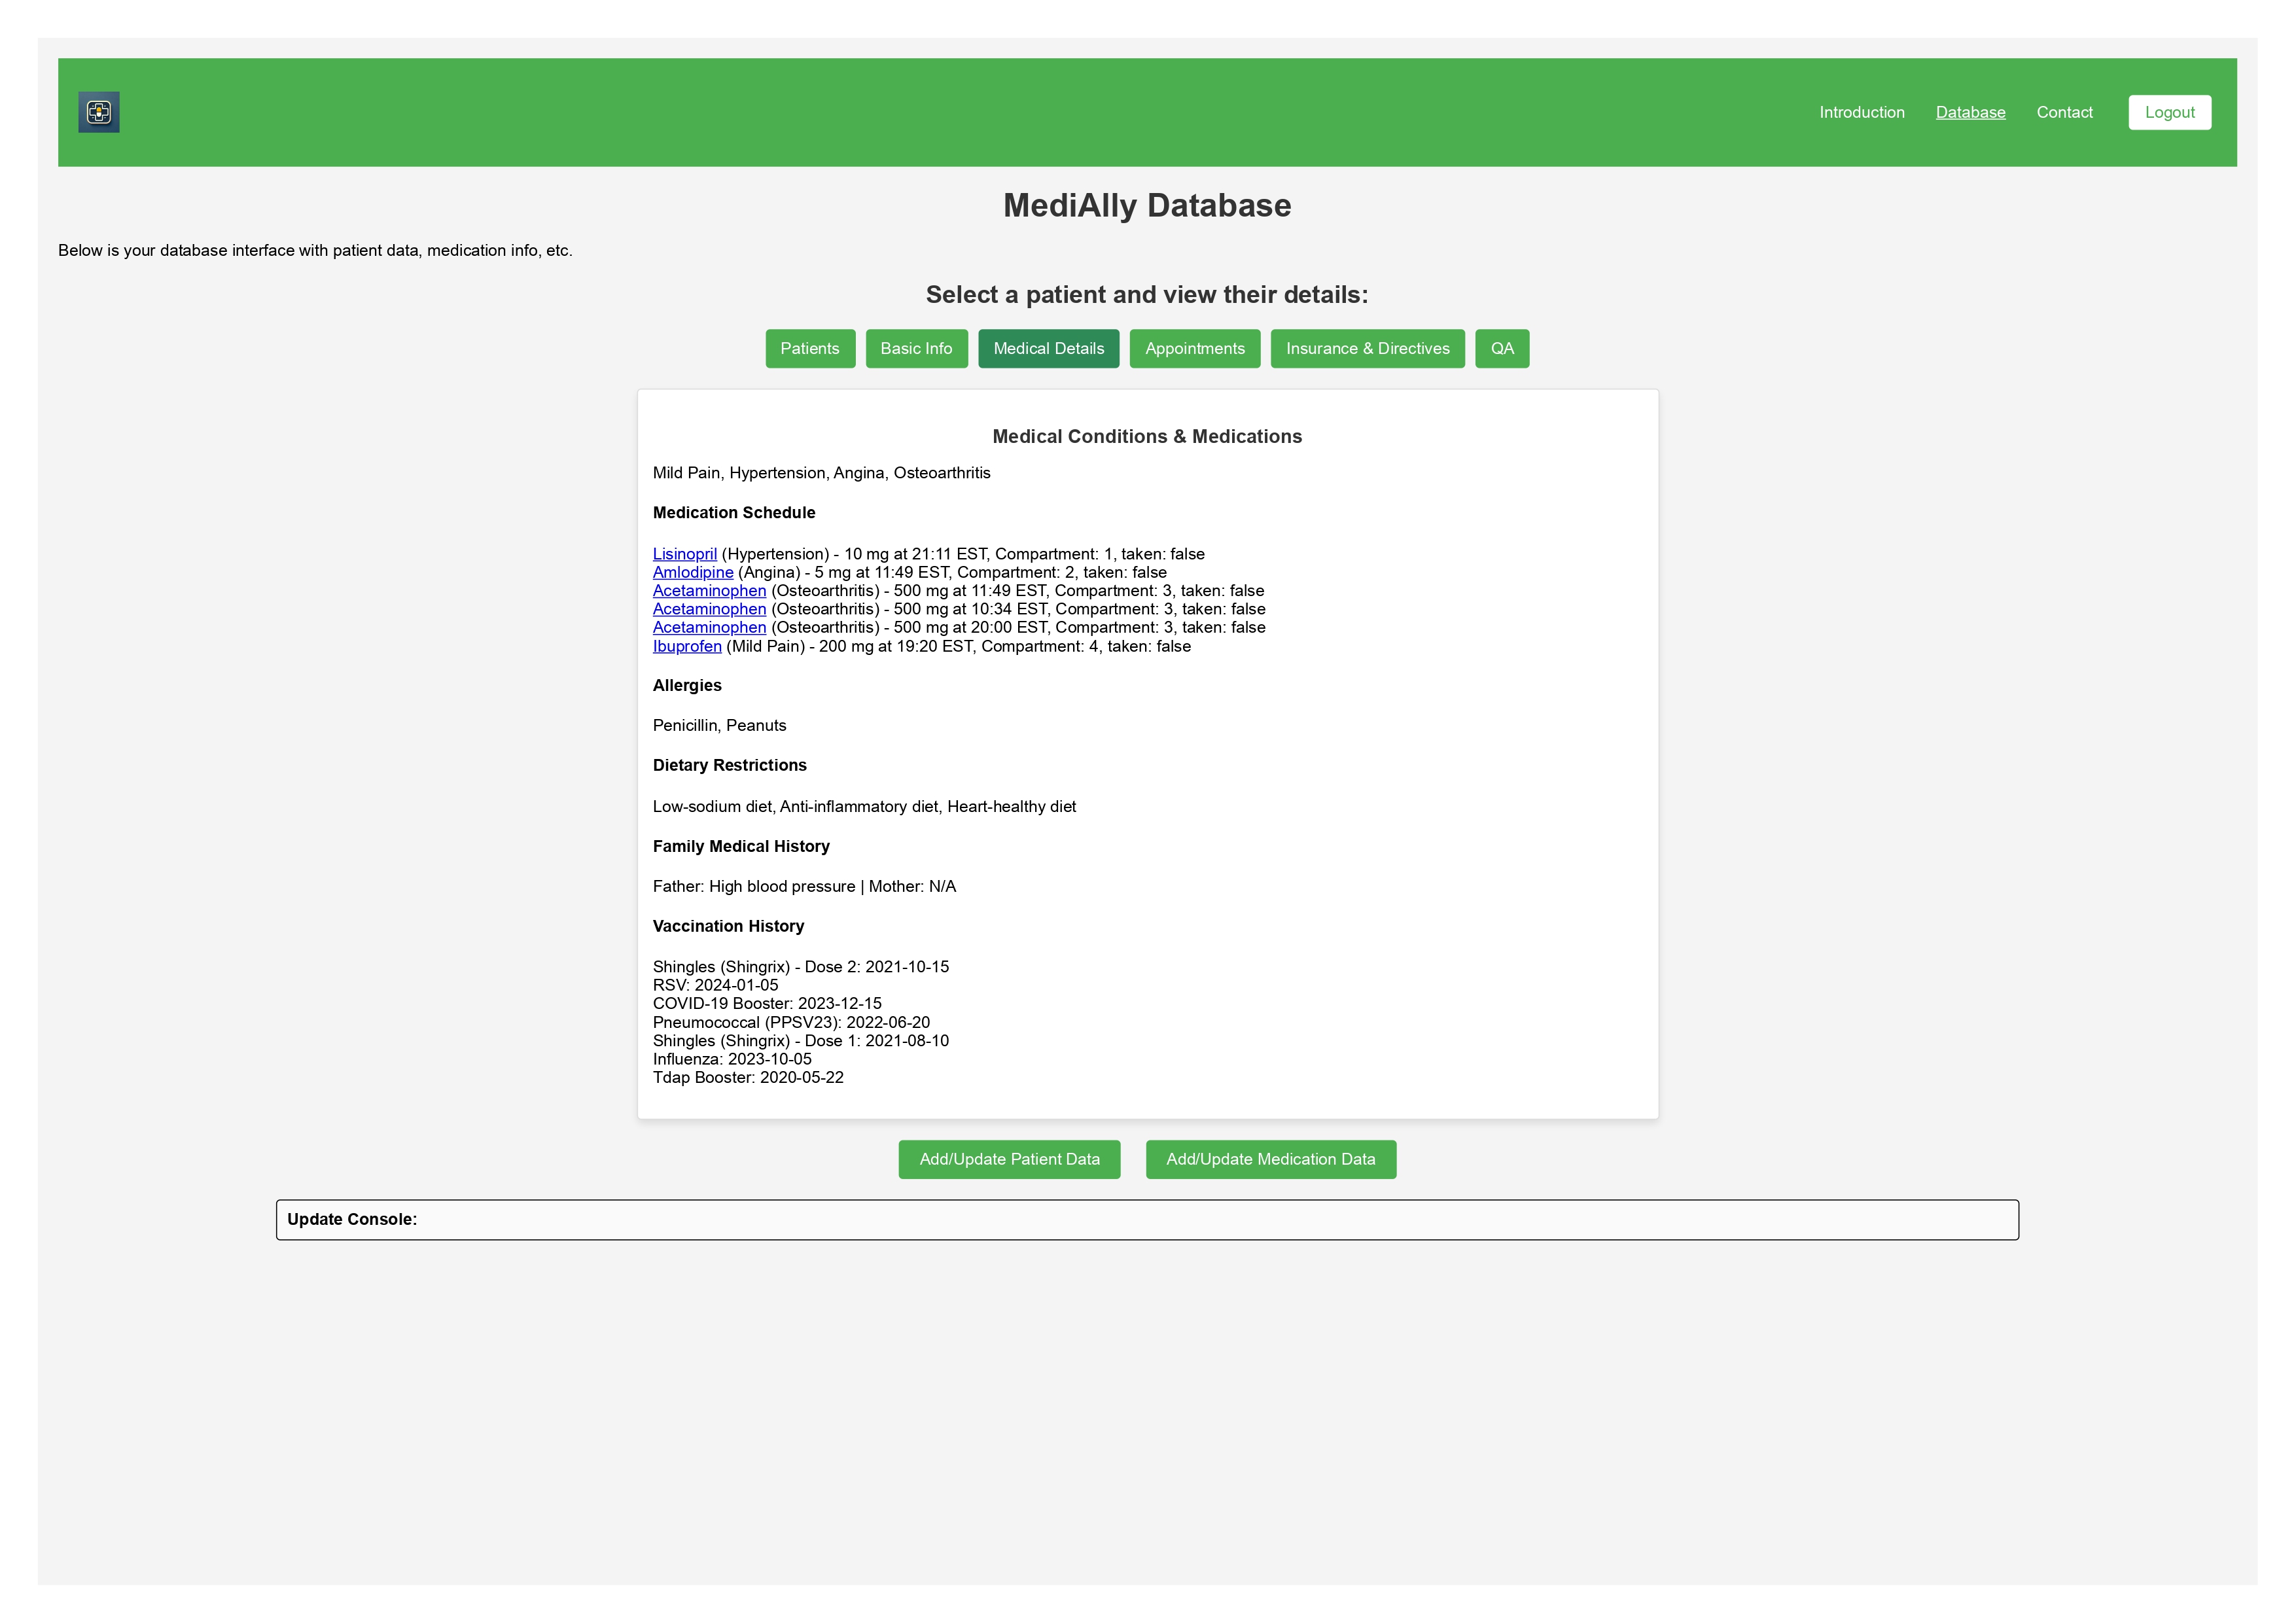 Introduction Database Contact Logout
MediAlly Database
Below is your database interface with patient data, medication info, etc.
Select a patient and view their details:
Patients Basic Info Medical Details Appointments Insurance & Directives QA
Medical Conditions & Medications
Mild Pain, Hypertension, Angina, Osteoarthritis
Medication Schedule
Lisinopril (Hypertension) - 10 mg at 21:11 EST, Compartment: 1, taken: false
Amlodipine (Angina) - 5 mg at 11:49 EST, Compartment: 2, taken: false
Acetaminophen (Osteoarthritis) - 500 mg at 11:49 EST, Compartment: 3, taken: false
Acetaminophen (Osteoarthritis) - 500 mg at 10:34 EST, Compartment: 3, taken: false
Acetaminophen (Osteoarthritis) - 500 mg at 20:00 EST, Compartment: 3, taken: false
Ibuprofen (Mild Pain) - 200 mg at 19:20 EST, Compartment: 4, taken: false
Allergies
Penicillin, Peanuts
Dietary Restrictions
Low-sodium diet, Anti-inflammatory diet, Heart-healthy diet
Family Medical History
Father: High blood pressure | Mother: N/A
Vaccination History
Shingles (Shingrix) - Dose 2: 2021-10-15
RSV: 2024-01-05
COVID-19 Booster: 2023-12-15
Pneumococcal (PPSV23): 2022-06-20
Shingles (Shingrix) - Dose 1: 2021-08-10
Influenza: 2023-10-05
Tdap Booster: 2020-05-22
Add/Update Patient Data Add/Update Medication Data
Update Console: